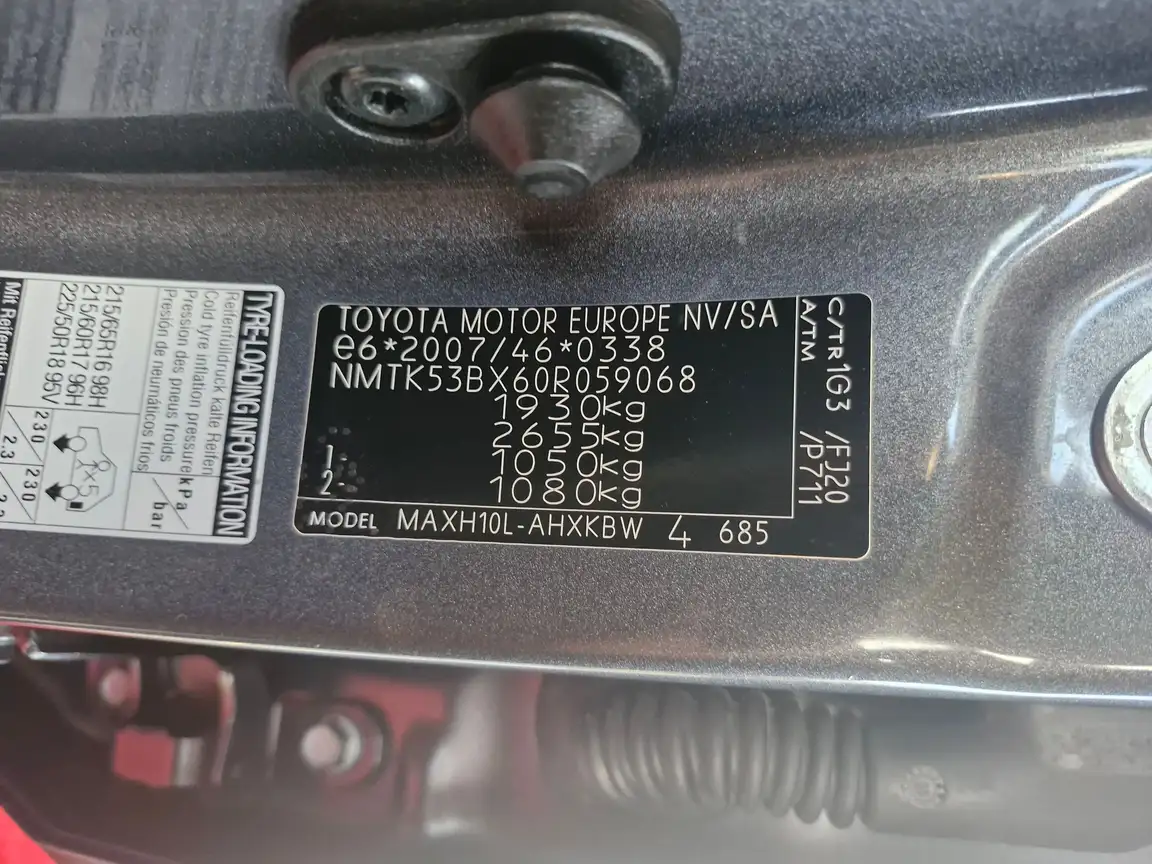 TYRE-LOADING INFORMATION
Reifenfülldruck kalte Reifen
Cold tyre inflation pressure
Pression des pneus froids
Presión de neumáticos frios
kPa
bar
215/65R16 98H
215/60R17 96H
225/50R18 95V
×5
230
2.3
230
TOYOTA MOTOR EUROPE NV/SA
e6*2007/46*0338
NMTK53BX60R059068
1930kg
2655kg
1- 1050kg
2- 1080kg
MODEL MAXH10L-AHXKBW 4 685
C/TR1G3 /FJ20
A/TM /P711